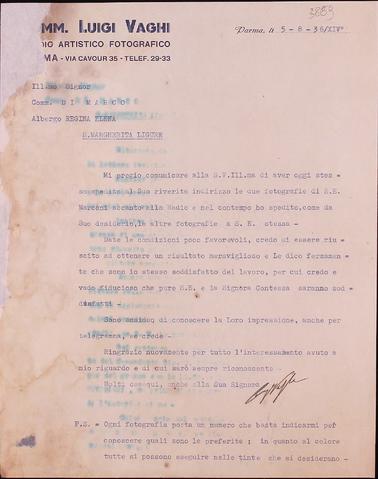 3853
MM. LUIGI VAGHI
DIO ARTISTICO FOTOGRAFICO
MA - VIA CAVOUR 35 - TELEF. 29-33
Parma, li 5-8-36/XIV°
Ill.mo Signor
Comm. DI MARCO
Albergo REGINA ELENA
S.MARGHERITA LIGURE
Mi pregio comunicare alla S.V.Ill.ma di aver oggi stes =
so spedito al Suo riverito indirizzo le due fotografie di S.E.
Marconi accanto alla Radio e nel contempo ho spedito, come da
Suo desiderio, le altre fotografie a S. E. stessa -
Date le condizioni poco favorevoli, credo di essere riu =
scito ad ottenere un risultato meraviglioso e Le dico fermamen =
te che sono io stesso soddisfatto del lavoro, per cui credo e
vado fiducioso che pure S.E. e la Signora Contessa saranno sod =
disfatti -
Sono ansioso di conoscere la Loro impressione, anche per
telegramma, se crede -
Ringrazio nuovamente per tutto l'interessamento avuto a
mio riguardo e di cui sarò sempre riconoscente -
Molti ossequi, anche alla Sua Signora
P.S. = Ogni fotografia porta un numero che basta indicarmi per
conoscere quali sono le preferite ; in quanto al colore
tutte si possono eseguire nelle tinte che si desiderano -